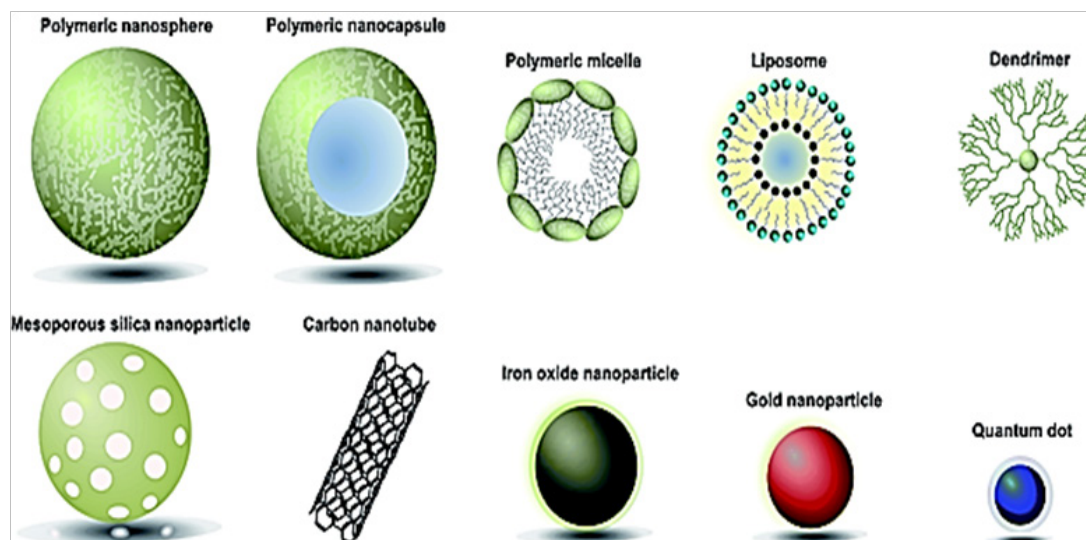 Polymeric nanosphere
Polymeric nanocapsule
Polymeric micelle
Liposome
Dendrimer
Mesoporous silica nanoparticle
Carbon nanotube
Iron oxide nanoparticle
Gold nanoparticle
Quantum dot